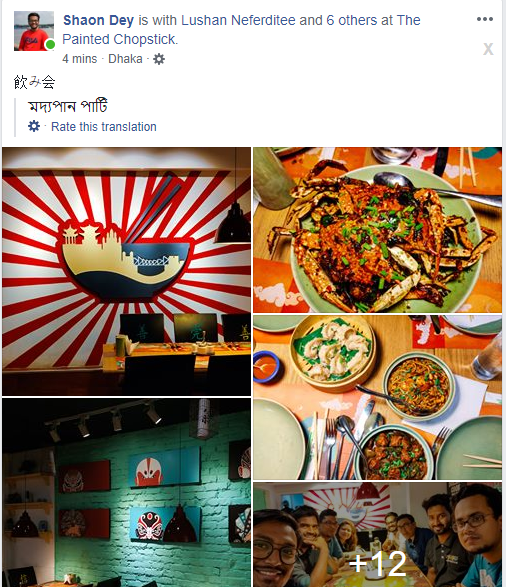 Shaon Dey is with Lushan Neferditee and 6 others at The
Painted Chopstick.
4 mins · Dhaka ·
X
飲み会
মদ্যপান পার্টি
· Rate this translation
+12